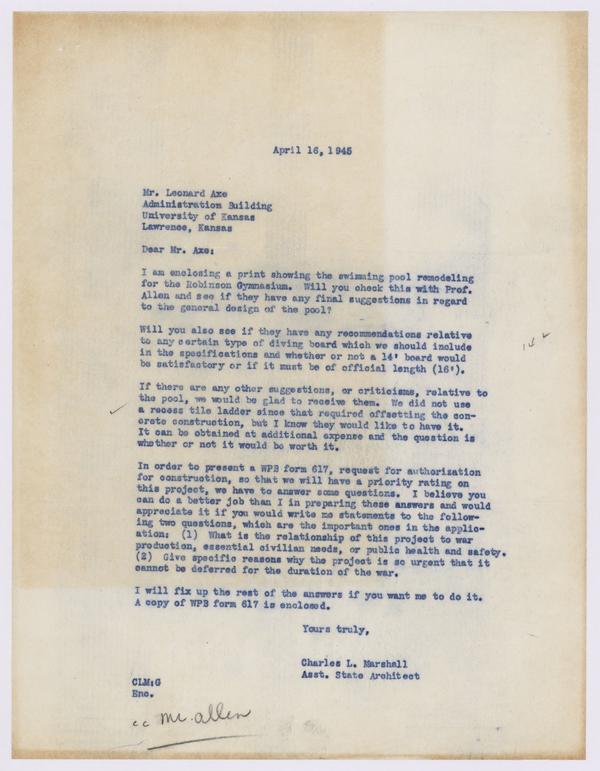 April 16, 1945
Mr. Leonard Axe
Administration Building
University of Kansas
Lawrence, Kansas
Dear Mr. Axe:
I am enclosing a print showing the swimming pool remodeling
for the Robinson Gymnasium. Will you check this with Prof.
Allen and see if they have any final suggestions in regard
to the general design of the pool?
Will you also see if they have any recommendations relative
to any certain type of diving board which we should include
in the specifications and whether or not a 14' board would
be satisfactory or if it must be of official length (16').
If there are any other suggestions, or criticisms, relative to
the pool, we would be glad to receive them. We did not use
a recess tile ladder since that required offsetting the con-
crete construction, but I know they would like to have it.
It can be obtained at additional expense and the question is
whether or not it would be worth it.
In order to present a WPB form 617, request for authorization
for construction, so that we will have a priority rating on
this project, we have to answer some questions. I believe you
can do a better job than I in preparing these answers and would
appreciate it if you would write me statements to the follow-
ing two questions, which are the important ones in the applic-
ation: (1) What is the relationship of this project to war
production, essential civilian needs, or public health and safety.
(2) Give specific reasons why the project is so urgent that it
cannot be deferred for the duration of the war.
I will fix up the rest of the answers if you want me to do it.
A copy of WPB form 617 is enclosed.
Yours truly,
Charles L. Marshall
Asst. State Architect
CLM:G
Enc.
cc Mr. Allen